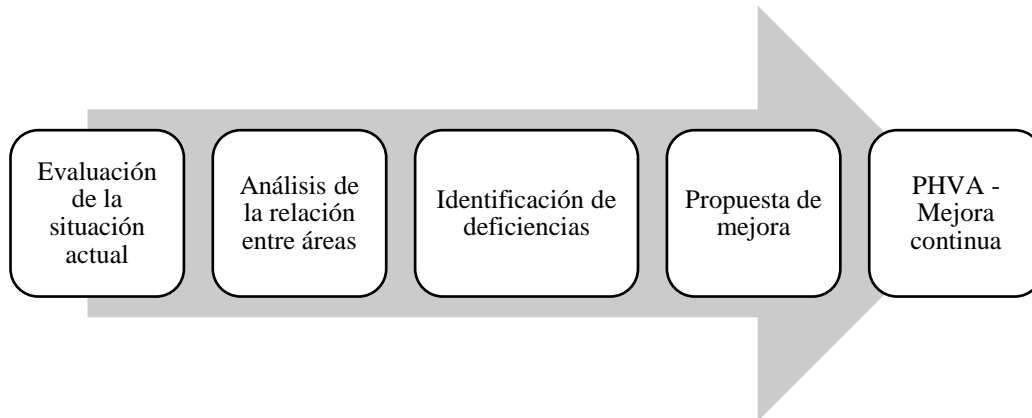 Evaluación
de la
situación
actual
Análisis de
la relación
entre áreas
Identificación de
deficiencias
Propuesta de
mejora
PHVA -
Mejora
continua